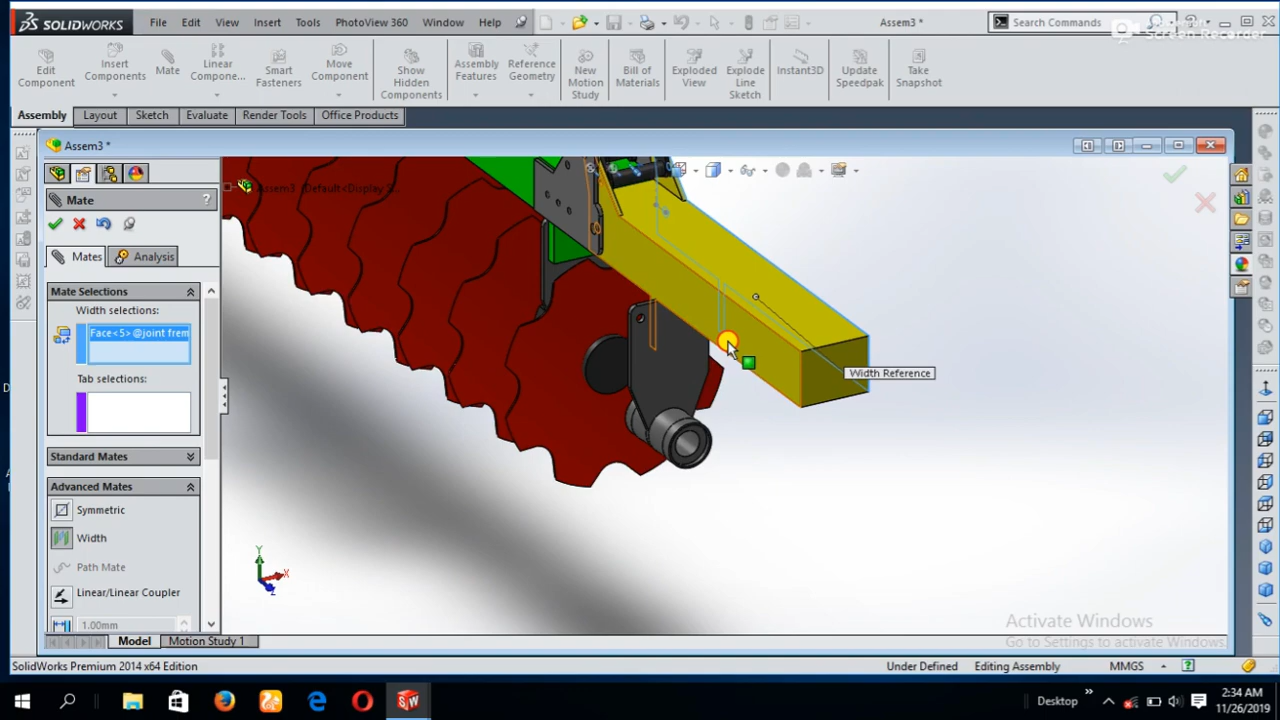 SOLIDWORKS File Edit View Insert Tools PhotoView 360 Window Help Assem3 * Search Commands
Screen Recorder
Edit Component
Insert Components
Mate
Linear Compone...
Smart Fasteners
Move Component
Show Hidden Components
Assembly Features
Reference Geometry
New Motion Study
Bill of Materials
Exploded View
Explode Line Sketch
Instant3D
Update Speedpak
Take Snapshot
Assembly Layout Sketch Evaluate Render Tools Office Products
Assem3 *
Assem3 (Default<Display S...
Mate ?
Mates Analysis
Mate Selections
Width selections:
Face<5>@joint frem
Tab selections:
Width Reference
Standard Mates
Advanced Mates
Symmetric
Width
Path Mate
Linear/Linear Coupler
1.00mm
Y
X
Z
Activate Windows
Go to Settings to activate Windows.
Model Motion Study 1
SolidWorks Premium 2014 x64 Edition Under Defined Editing Assembly MMGS
Desktop 2:34 AM
11/26/2019